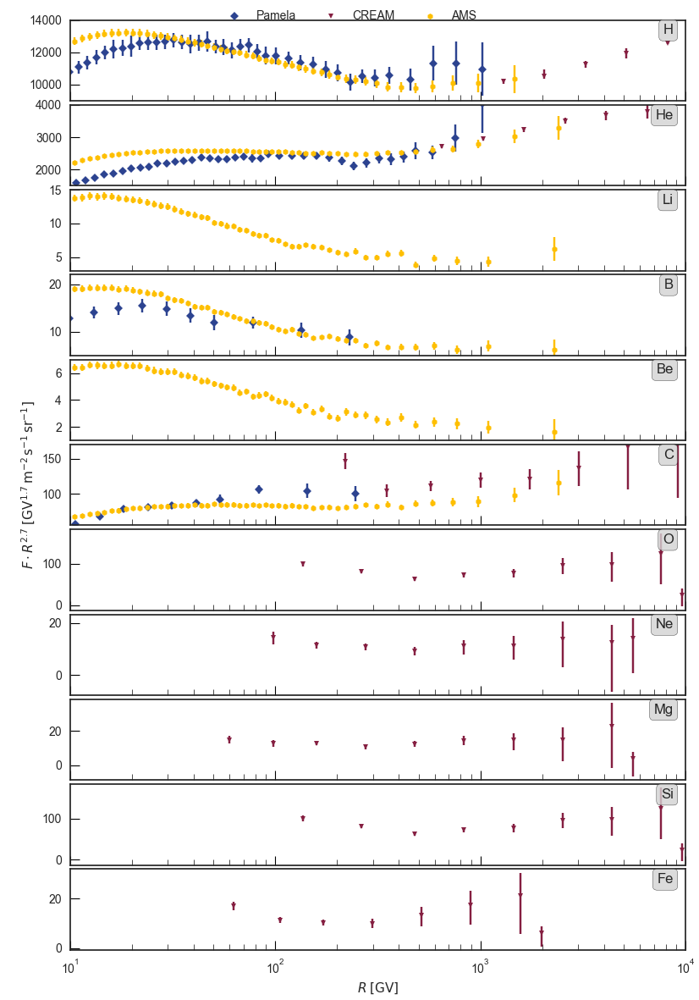 Pamela CREAM AMS
14000
12000
10000
H
4000
3000
2000
He
15
10
5
Li
20
10
B
6
4
2
Be
150
100
C
F · R^2.7 [GV^1.7 m^−2 s^−1 sr^−1]
100
0
O
20
0
Ne
20
0
Mg
100
0
Si
20
0
Fe
10^1 10^2 10^3 10^4
R [GV]